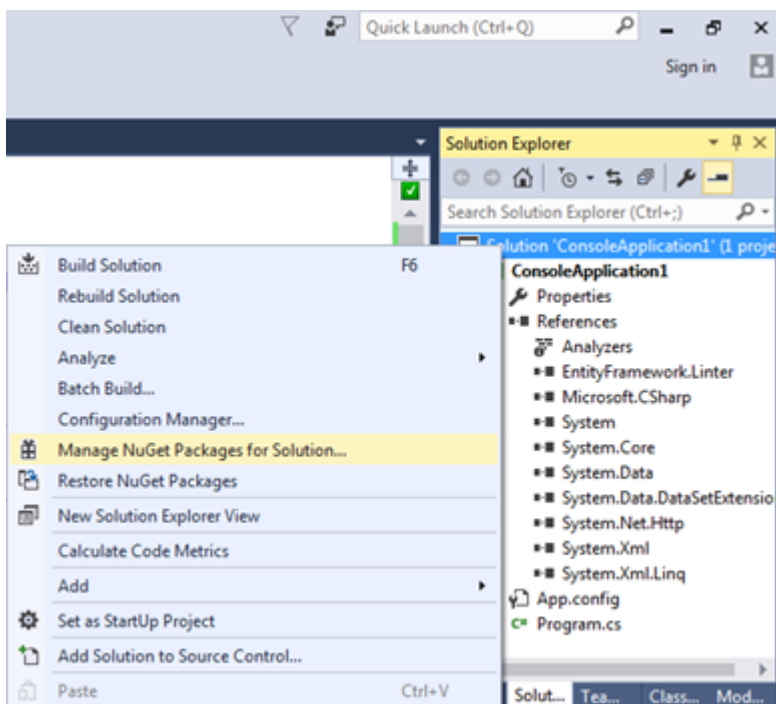 Quick Launch (Ctrl+Q)
Sign in
Solution Explorer
Search Solution Explorer (Ctrl+;)
Solution 'ConsoleApplication1' (1 proje
ConsoleApplication1
Properties
References
Analyzers
EntityFramework.Linter
Microsoft.CSharp
System
System.Core
System.Data
System.Data.DataSetExtensio
System.Net.Http
System.Xml
System.Xml.Linq
App.config
C# Program.cs
Build Solution F6
Rebuild Solution
Clean Solution
Analyze
Batch Build...
Configuration Manager...
Manage NuGet Packages for Solution...
Restore NuGet Packages
New Solution Explorer View
Calculate Code Metrics
Add
Set as StartUp Project
Add Solution to Source Control...
Paste Ctrl+V
Solut... Tea... Class... Mod...